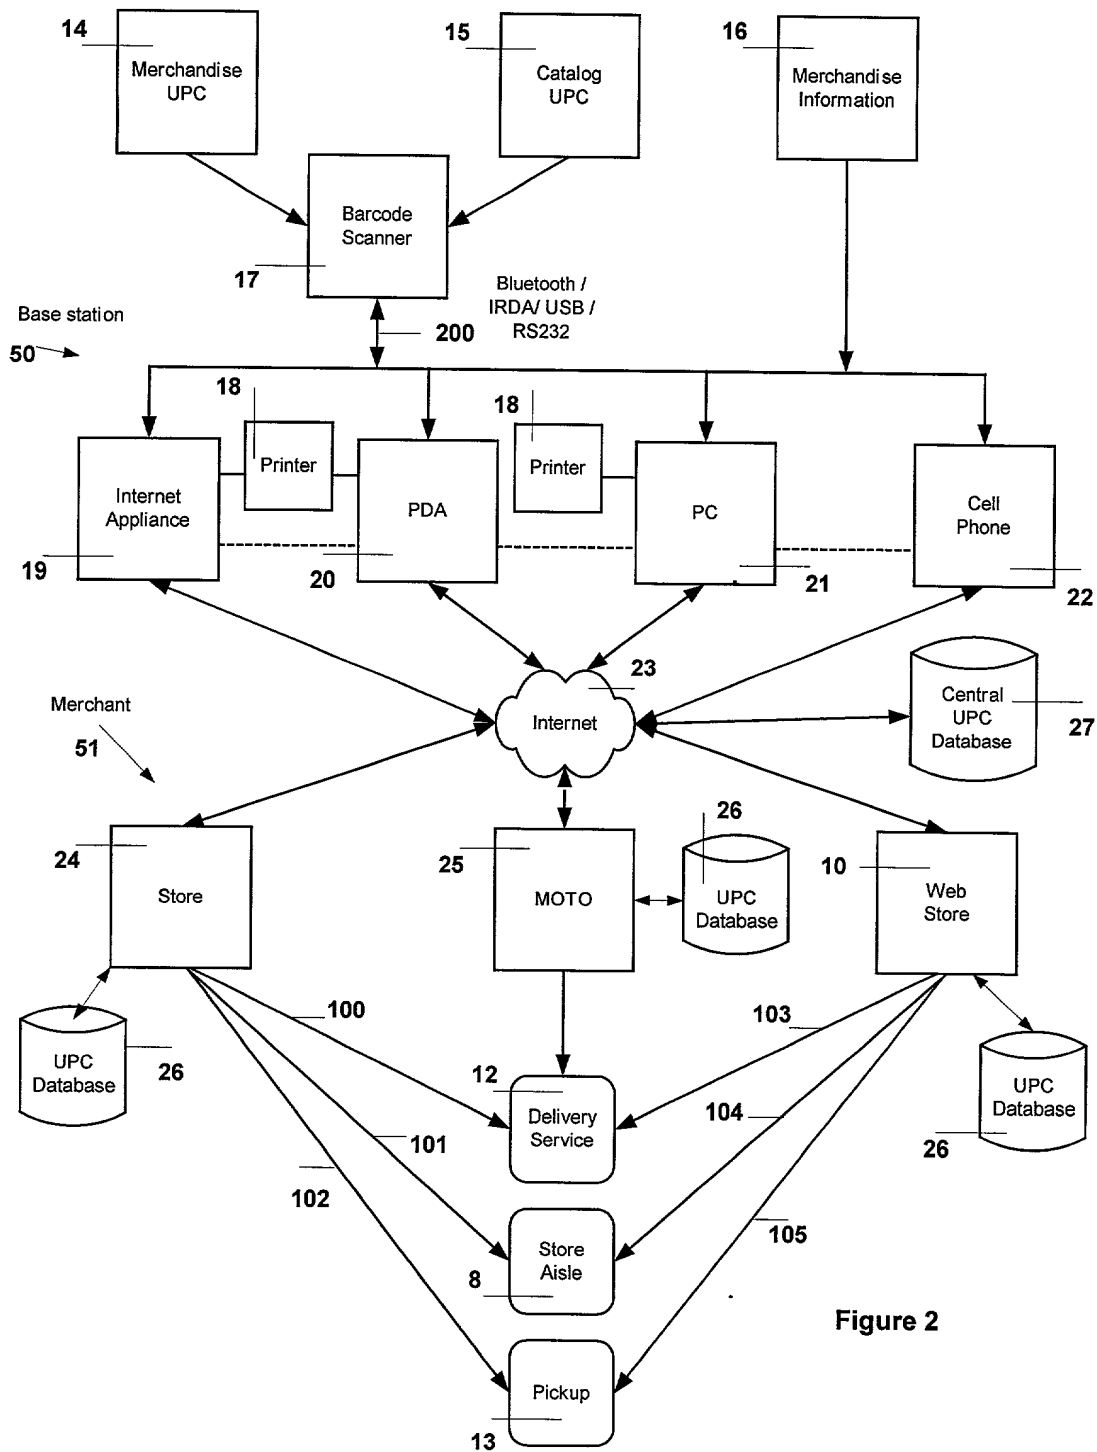 14
Merchandise
UPC
15
Catalog
UPC
16
Merchandise
Information
Barcode
Scanner
17
Bluetooth /
IRDA/ USB /
RS232
200
Base station
50
18
Printer
18
Printer
Internet
Appliance
19
PDA
20
PC
21
Cell
Phone
22
23
Internet
Central
UPC
Database
27
Merchant
51
24
Store
25
MOTO
26
UPC
Database
10
Web
Store
UPC
Database
26
100
101
102
103
104
105
UPC
Database
26
12
Delivery
Service
Store
Aisle
8
Pickup
13
Figure 2